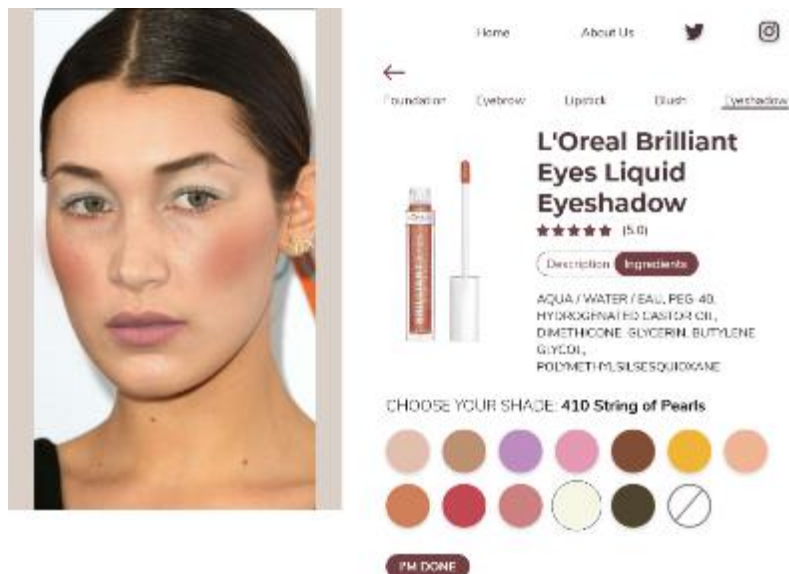 Home About Us
Foundation Eyebrow Lipstick Blush Eyeshadow
L'Oreal Brilliant
Eyes Liquid
Eyeshadow
(5.0)
Description Ingredients
AQUA / WATER / EAU, PEG-40,
HYDROGENATED CASTOR OIL,
DIMETHICONE, GLYCERIN, BUTYLENE
GLYCOL,
POLYMETHYLSILSESQUIOXANE
BRILLIANT EYES
CHOOSE YOUR SHADE: 410 String of Pearls
I'M DONE